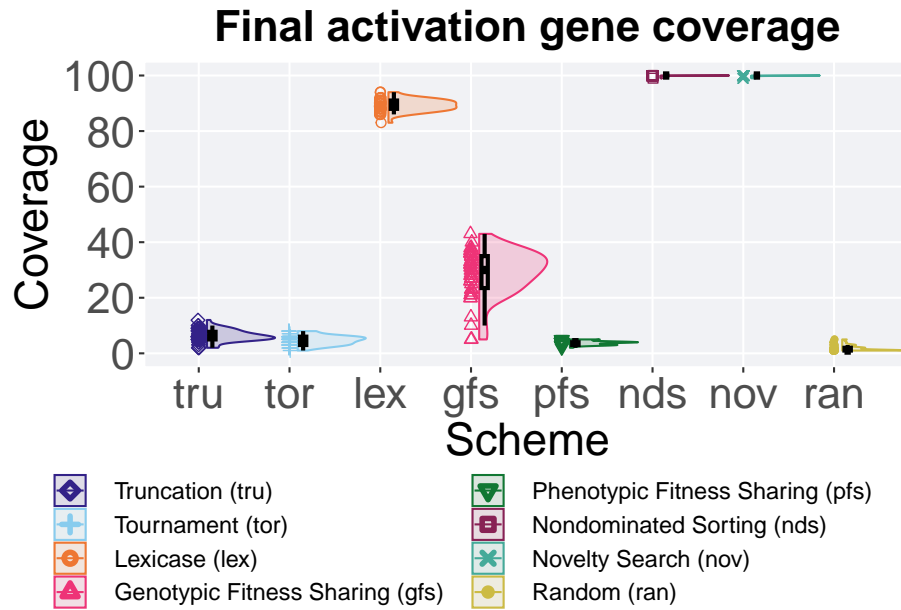 Final activation gene coverage
100
80
60
40
20
0
Coverage
tru tor lex gfs pfs nds nov ran
Scheme
Truncation (tru)
Tournament (tor)
Lexicase (lex)
Genotypic Fitness Sharing (gfs)
Phenotypic Fitness Sharing (pfs)
Nondominated Sorting (nds)
Novelty Search (nov)
Random (ran)